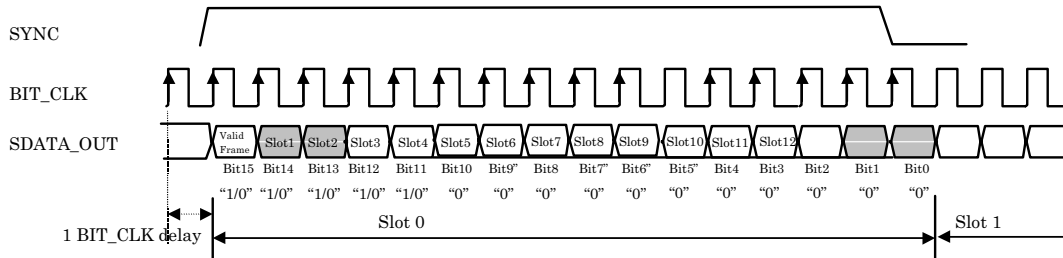 SYNC
BIT_CLK
SDATA_OUT
Valid
Frame
Slot1 Slot2 Slot3 Slot4 Slot5 Slot6 Slot7 Slot8 Slot9 Slot10 Slot11 Slot12
Bit15 Bit14 Bit13 Bit12 Bit11 Bit10 Bit9” Bit8 Bit7” Bit6” Bit5” Bit4 Bit3 Bit2 Bit1 Bit0
“1/0” “1/0” “1/0” “1/0” “1/0” “0” “0” “0” “0” “0” “0” “0” “0” “0” “0” “0”
1 BIT_CLK delay
Slot 0
Slot 1